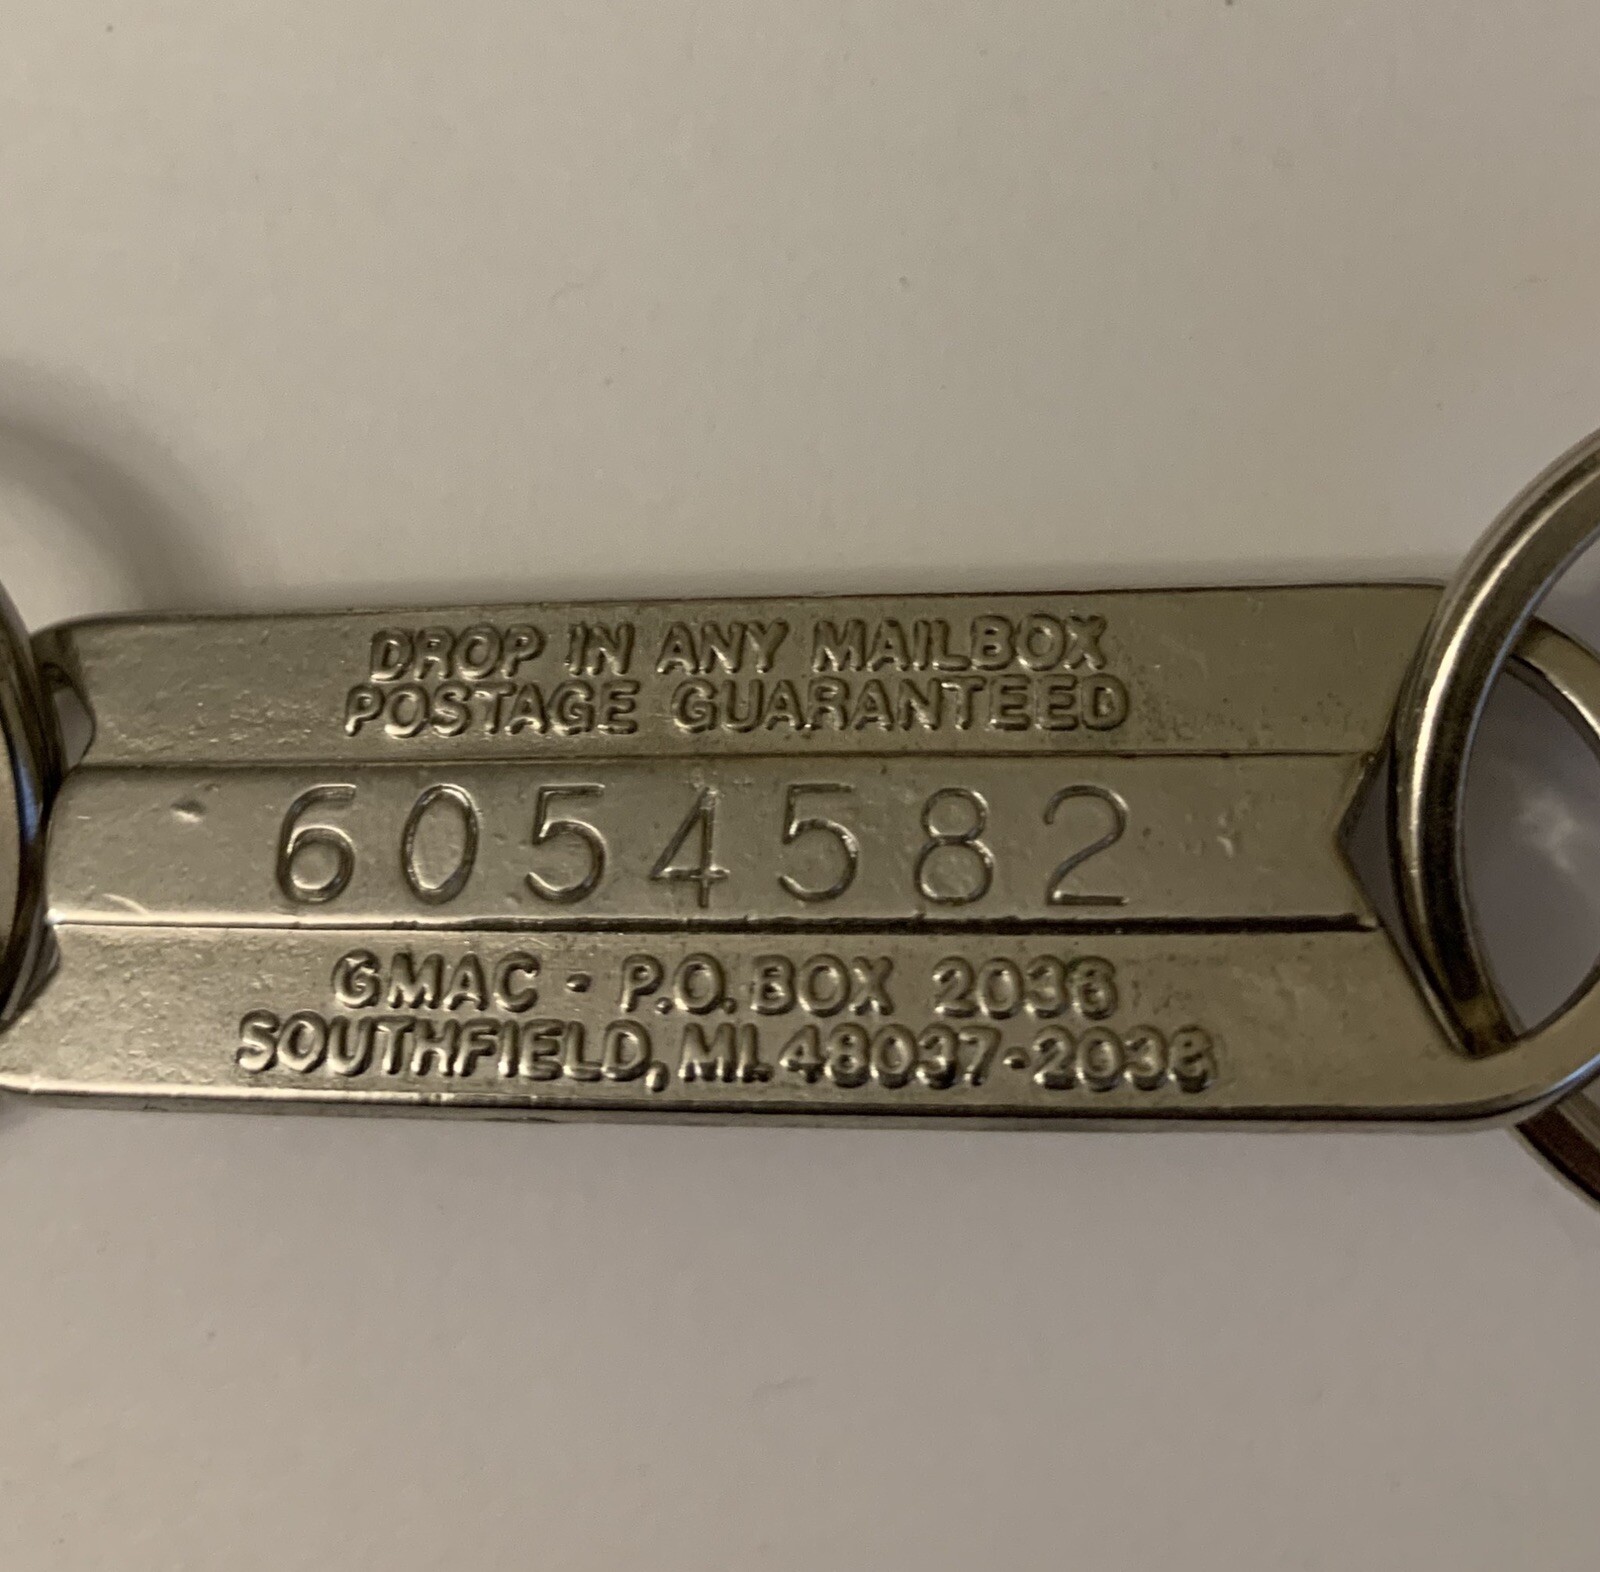 DROP IN ANY MAILBOX
POSTAGE GUARANTEED
6054582
GMAC - P.O. BOX 2036
SOUTHFIELD, MI. 48037-2036